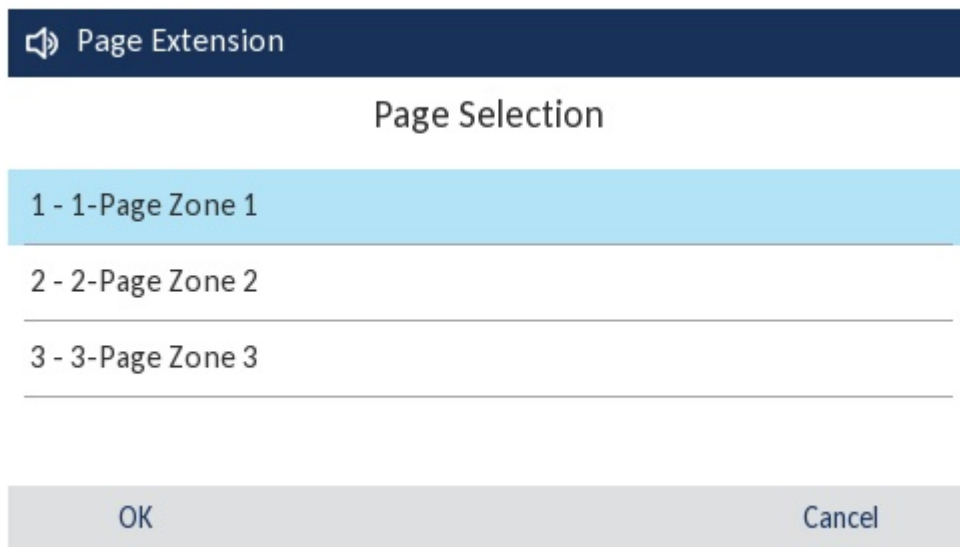 Page Extension
Page Selection
1 - 1-Page Zone 1
2 - 2-Page Zone 2
3 - 3-Page Zone 3
OK Cancel